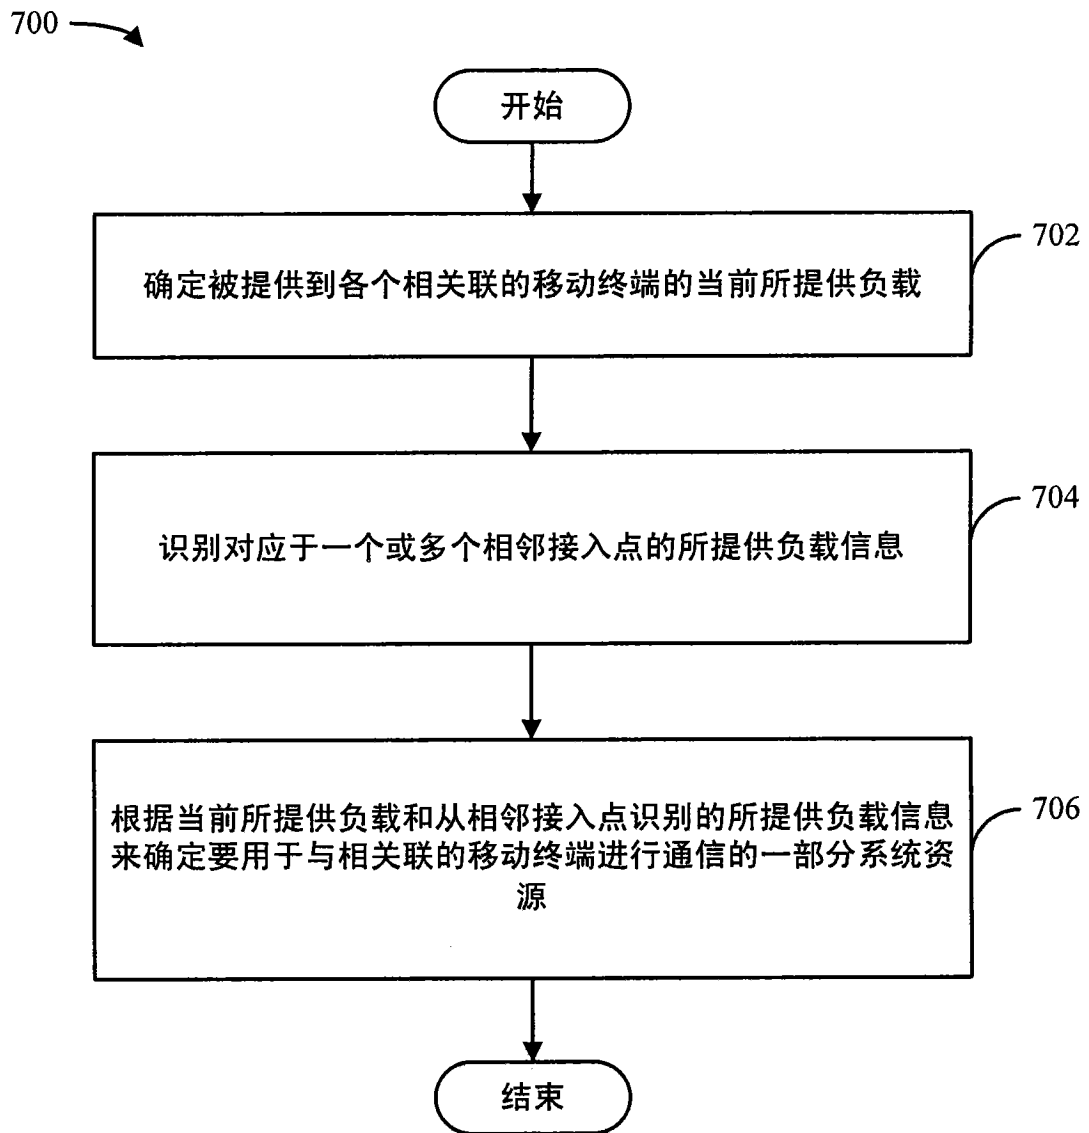 700
开始
确定被提供到各个相关联的移动终端的当前所提供负载
702
识别对应于一个或多个相邻接入点的所提供负载信息
704
根据当前所提供负载和从相邻接入点识别的所提供负载信息
来确定要用于与相关联的移动终端进行通信的一部分系统资
源
706
结束